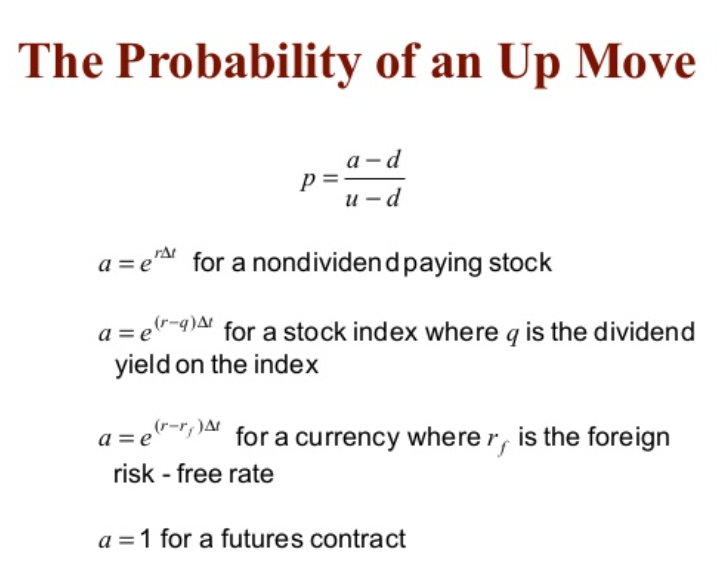 The Probability of an Up Move
p = \frac{a - d}{u - d}
a = e^{rΔt} for a nondividend paying stock
a = e^{(r-q)Δt} for a stock index where q is the dividend
yield on the index
a = e^{(r-r_f)Δt} for a currency where r_f is the foreign
risk - free rate
a = 1 for a futures contract